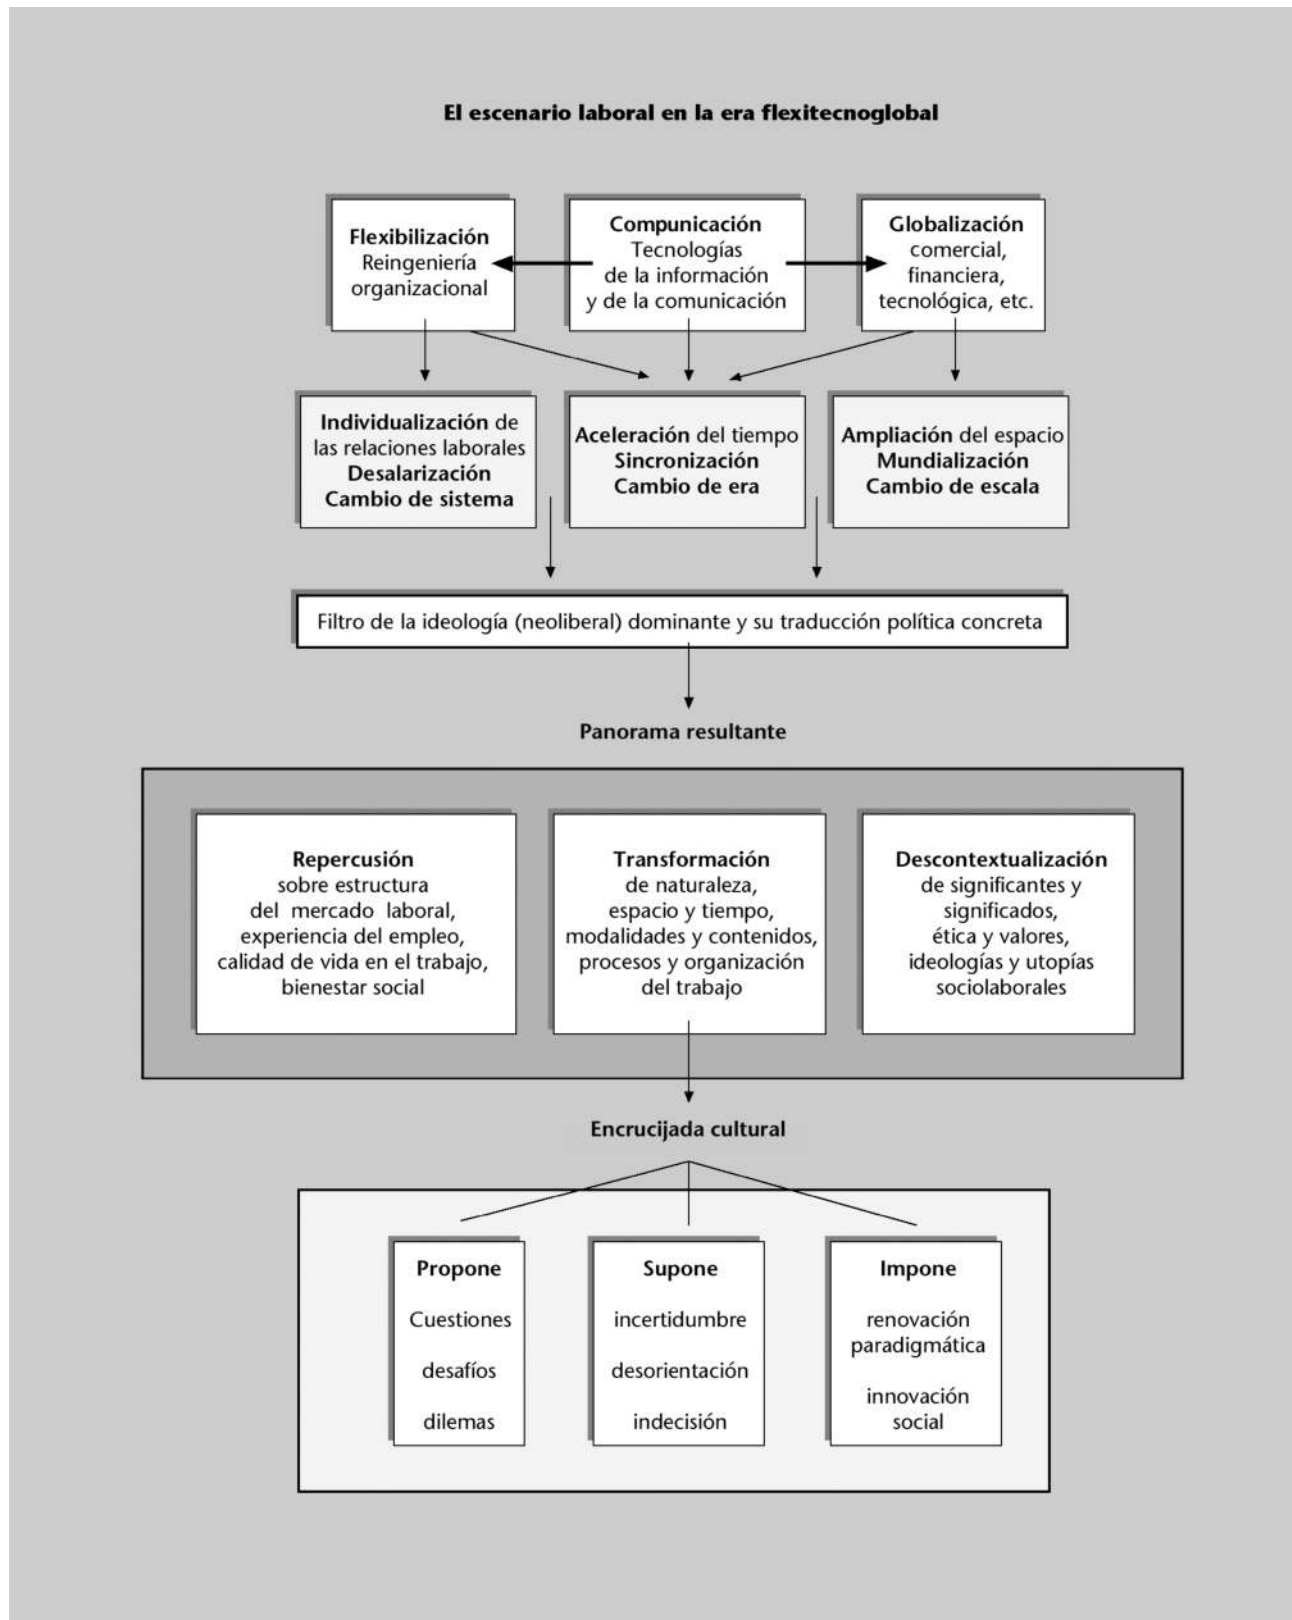 El escenario laboral en la era flexitecnoglobal
Flexibilización
Reingeniería
organizacional
Compunicación
Tecnologías
de la información
y de la comunicación
Globalización
comercial,
financiera,
tecnológica, etc.
Individualización de
las relaciones laborales
Desalarización
Cambio de sistema
Aceleración del tiempo
Sincronización
Cambio de era
Ampliación del espacio
Mundialización
Cambio de escala
Filtro de la ideología (neoliberal) dominante y su traducción política concreta
Panorama resultante
Repercusión
sobre estructura
del mercado laboral,
experiencia del empleo,
calidad de vida en el trabajo,
bienestar social
Transformación
de naturaleza,
espacio y tiempo,
modalidades y contenidos,
procesos y organización
del trabajo
Descontextualización
de significantes y
significados,
ética y valores,
ideologías y utopías
sociolaborales
Encrucijada cultural
Propone
Cuestiones
desafíos
dilemas
Supone
incertidumbre
desorientación
indecisión
Impone
renovación
paradigmática
innovación
social